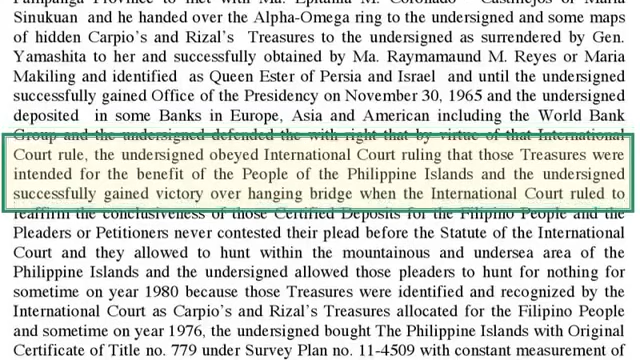 Pampanga Province to met with Ma. Epifania M. Coronado Castillejos or Maria
Sinukuan and he handed over the Alpha-Omega ring to the undersigned and some maps
of hidden Carpio's and Rizal's Treasures to the undersigned as surrendered by Gen.
Yamashita to her and successfully obtained by Ma. Raymamaund M. Reyes or Maria
Makiling and identified as Queen Ester of Persia and Israel and until the undersigned
successfully gained Office of the Presidency on November 30, 1965 and the undersigned
deposited in some Banks in Europe, Asia and American including the World Bank
Group and the undersigned defended the with right that by virtue of that International
Court rule, the undersigned obeyed International Court ruling that those Treasures were
intended for the benefit of the People of the Philippine Islands and the undersigned
successfully gained victory over hanging bridge when the International Court ruled to
reaffirm the conclusiveness of those Certified Deposits for the Filipino People and the
Pleaders or Petitioners never contested their plead before the Statute of the International
Court and they allowed to hunt within the mountainous and undersea area of the
Philippine Islands and the undersigned allowed those pleaders to hunt for nothing for
sometime on year 1980 because those Treasures were identified and recognized by the
International Court as Carpio's and Rizal's Treasures allocated for the Filipino People
and sometime on year 1976, the undersigned bought The Philippine Islands with Original
Certificate of Title no. 779 under Survey Plan no. 11-4509 with constant measurement of